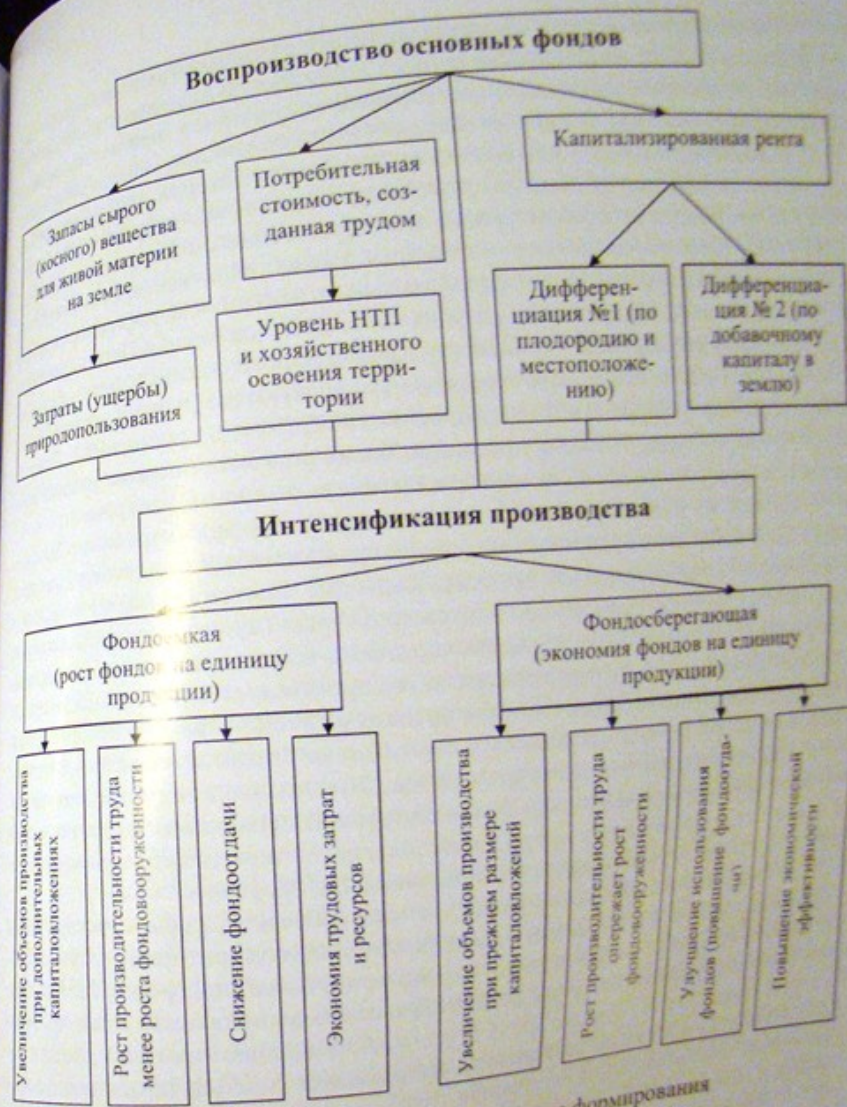 Воспроизводство основных фондов
Запасы сырого
(косного) вещества
для живой материи
на земле
Потребительная
стоимость, соз-
данная трудом
Капитализированная рента
Затраты (ущербы)
природопользования
Уровень НТП
и хозяйственного
освоения терри-
тории
Дифферен-
циация №1 (по
плодородию и
местоположе-
нию)
Дифференциа-
ция № 2 (по
добавочному
капиталу в
землю)
Интенсификация производства
Фондоемкая
(рост фондов на единицу
продукции)
Фондосберегающая
(экономия фондов на единицу
продукции)
Увеличение объемов производства
при дополнительных
капиталовложениях
Рост производительности труда
менее роста фондовооруженности
Снижение фондоотдачи
Экономия трудовых затрат
и ресурсов
Увеличение объемов производства
при прежнем размере
капиталовложений
Рост производительности труда
опережает рост
фондовооруженности
Улучшение использования
фондов (повышение фондоотда-
чи)
Повышение экономической
эффективности
формирования